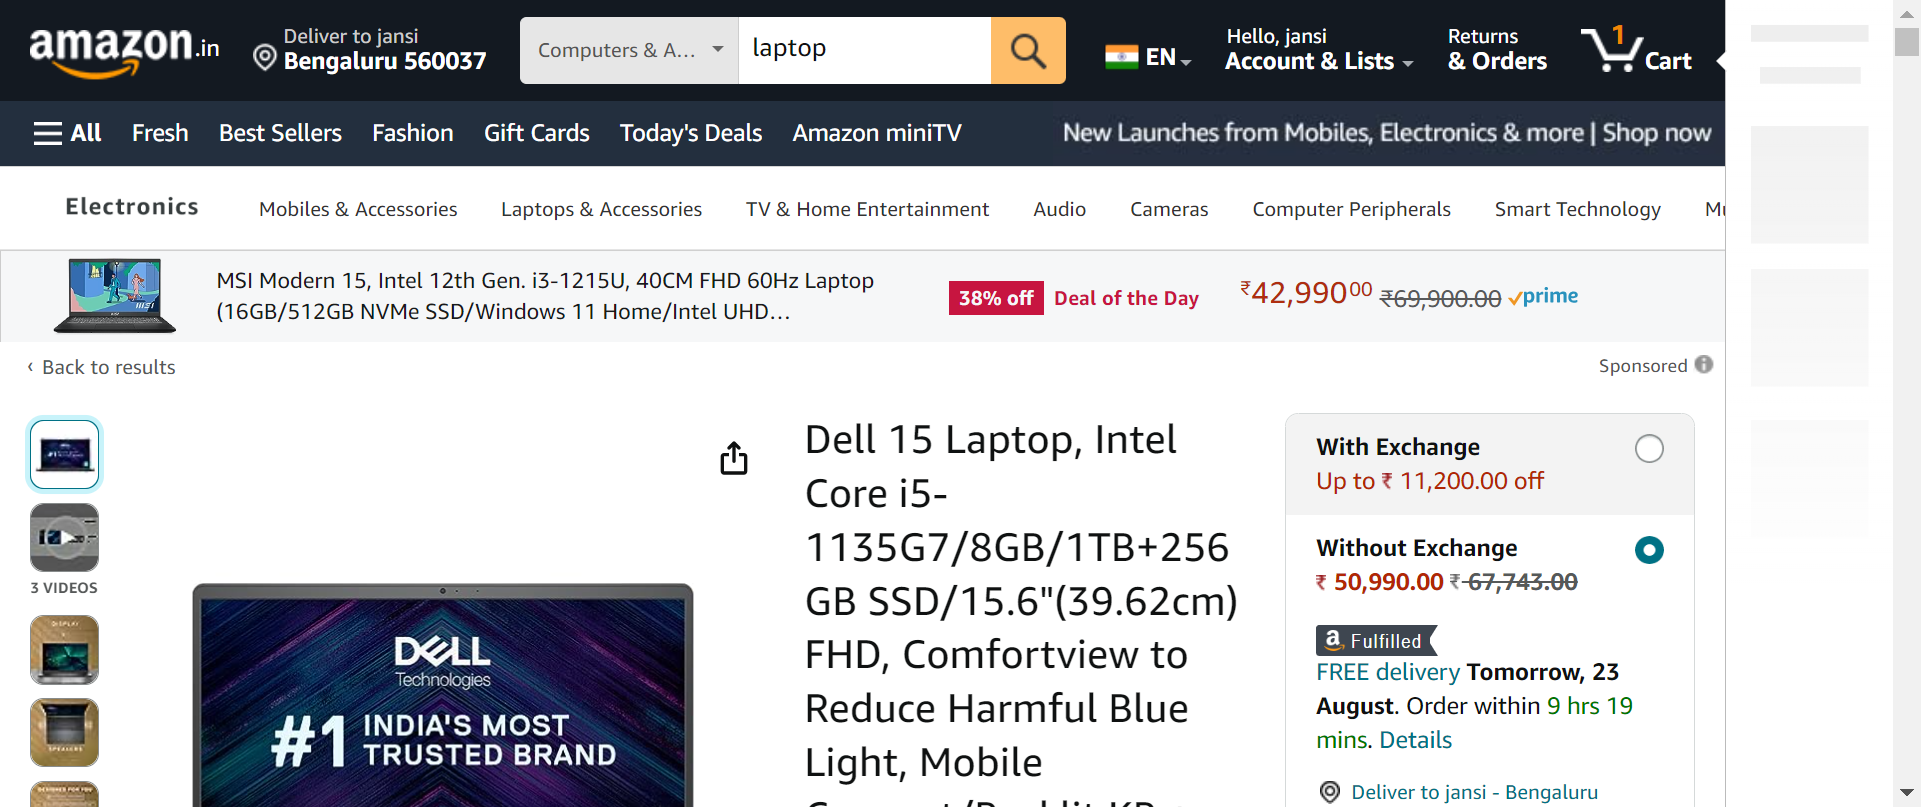 amazon.in
Deliver to jansi
Bengaluru 560037
Computers & A...
laptop
EN
Hello, jansi
Account & Lists
Returns
& Orders
1
Cart
All
Fresh
Best Sellers
Fashion
Gift Cards
Today's Deals
Amazon miniTV
New Launches from Mobiles, Electronics & more | Shop now
Electronics
Mobiles & Accessories
Laptops & Accessories
TV & Home Entertainment
Audio
Cameras
Computer Peripherals
Smart Technology
MSI Modern 15, Intel 12th Gen. i3-1215U, 40CM FHD 60Hz Laptop
(16GB/512GB NVMe SSD/Windows 11 Home/Intel UHD...
38% off
Deal of the Day
₹42,99000
₹69,900.00
prime
‹ Back to results
Sponsored
3 VIDEOS
DISPLAY
SPEAKERS
DELL
Technologies
#1 INDIA'S MOST
TRUSTED BRAND
Dell 15 Laptop, Intel
Core i5-
1135G7/8GB/1TB+256
GB SSD/15.6"(39.62cm)
FHD, Comfortview to
Reduce Harmful Blue
Light, Mobile
With Exchange
Up to ₹ 11,200.00 off
Without Exchange
₹ 50,990.00 ₹ 67,743.00
a Fulfilled
FREE delivery Tomorrow, 23
August. Order within 9 hrs 19
mins. Details
Deliver to jansi - Bengaluru